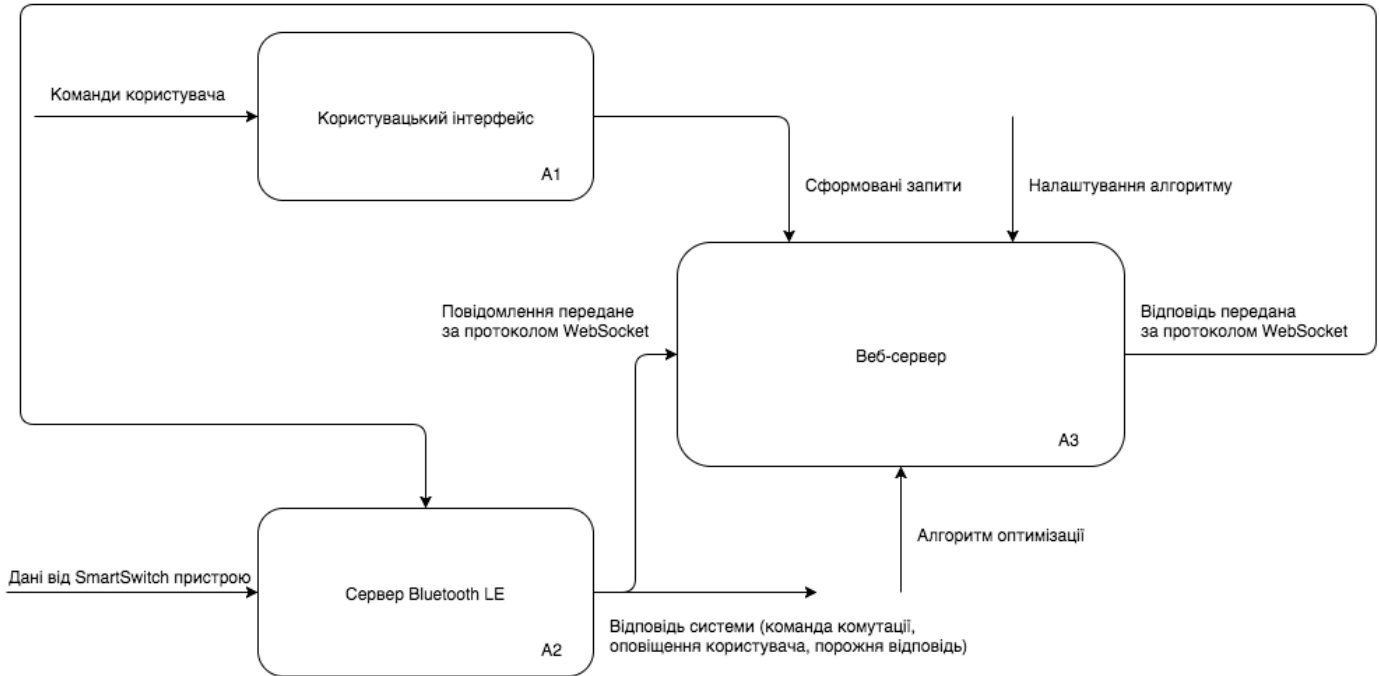 Команди користувача
Користувацький інтерфейс
A1
Сформовані запити
Налаштування алгоритму
Повідомлення передане
за протоколом WebSocket
Відповідь передана
за протоколом WebSocket
Веб-сервер
A3
Алгоритм оптимізації
Дані від SmartSwitch пристрою
Сервер Bluetooth LE
A2
Відповідь системи (команда комутації,
оповіщення користувача, порожня відповідь)